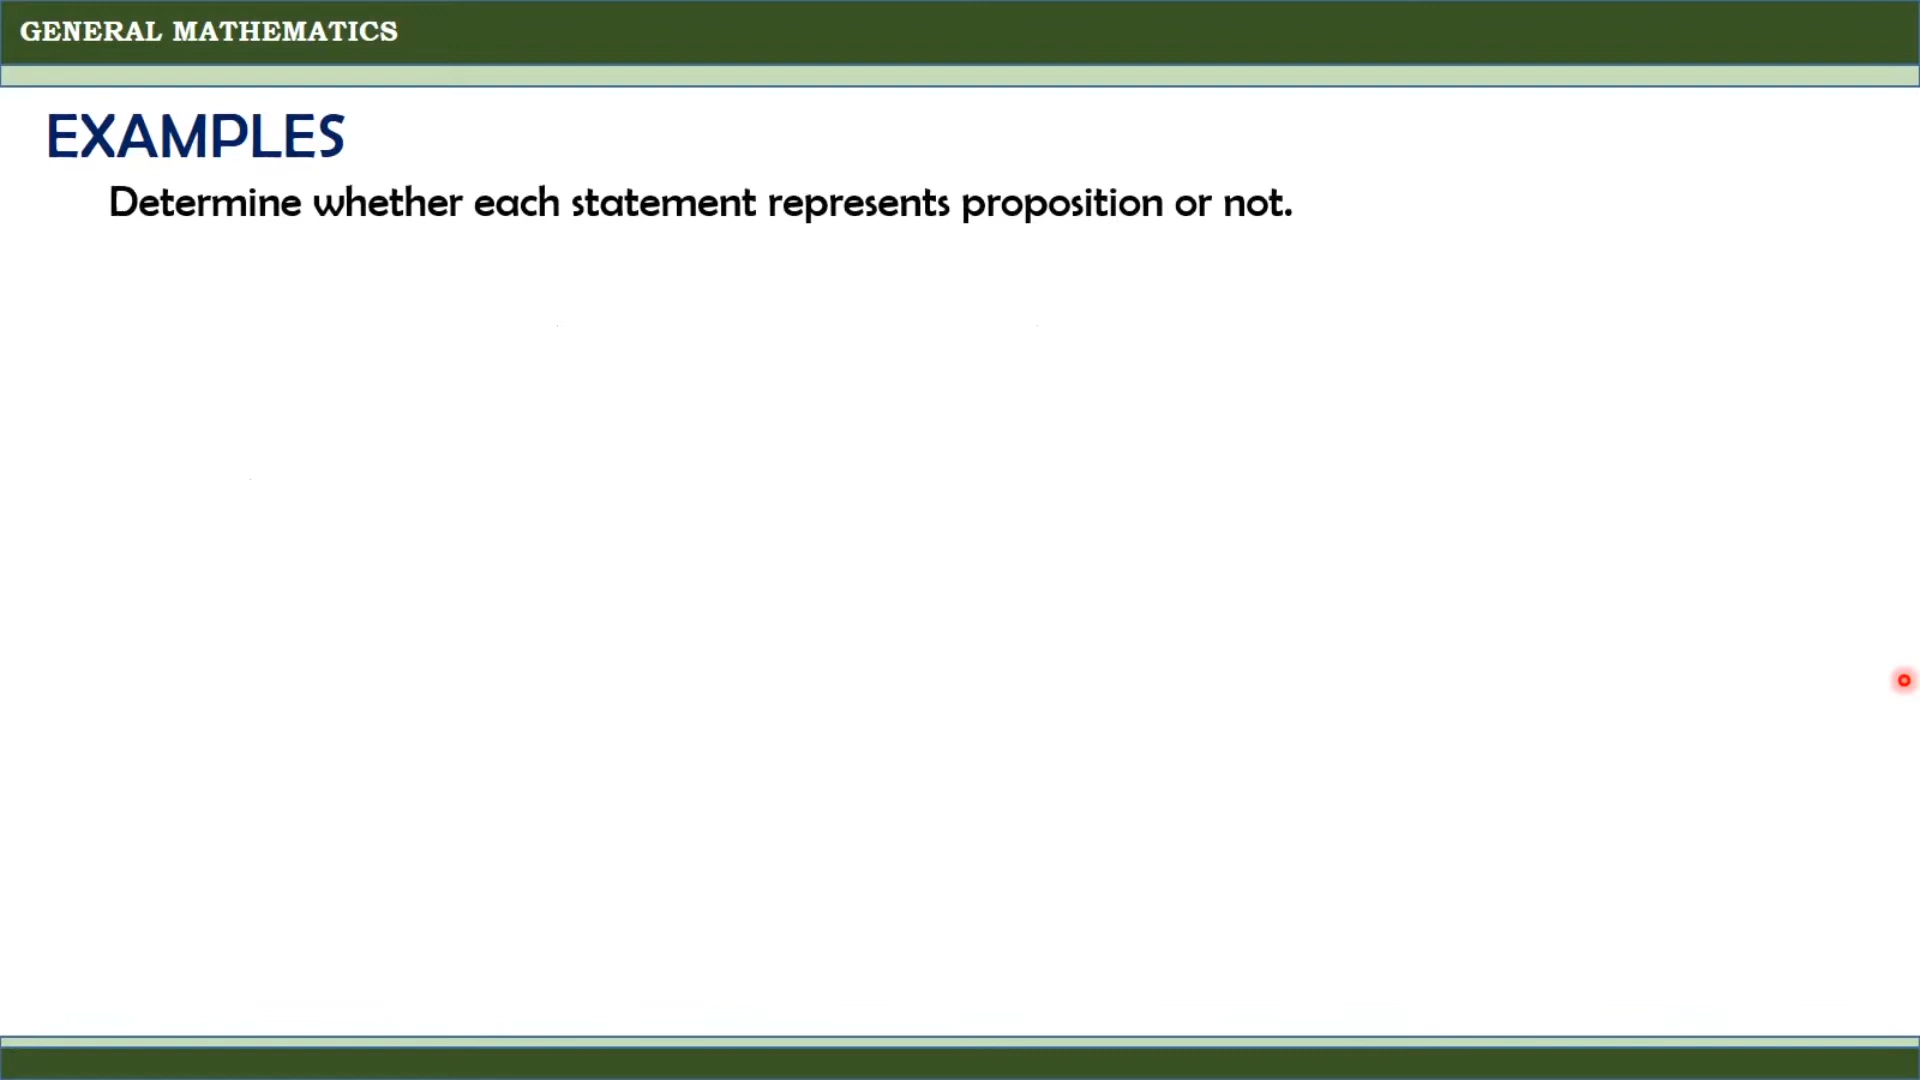 GENERAL MATHEMATICS
EXAMPLES
Determine whether each statement represents proposition or not.